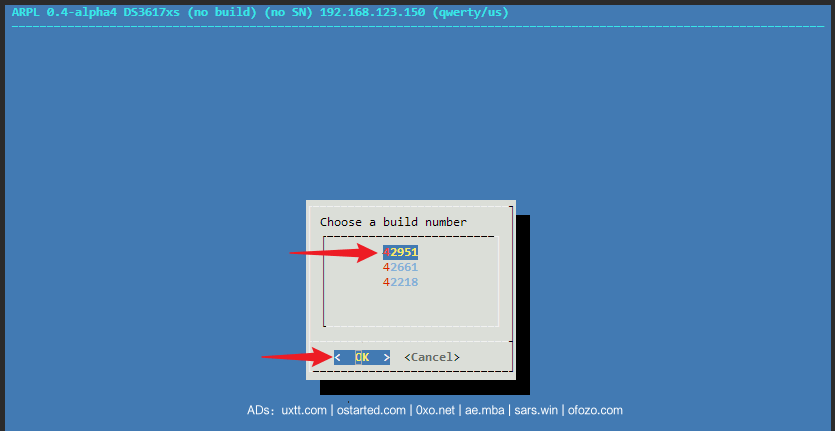 ARPL 0.4-alpha4 DS3617xs (no build) (no SN) 192.168.123.150 (qwerty/us)
Choose a build number
42951
42661
42218
< OK > <Cancel>
ADs：uxtt.com | ostarted.com | 0xo.net | ae.mba | sars.win | ofozo.com